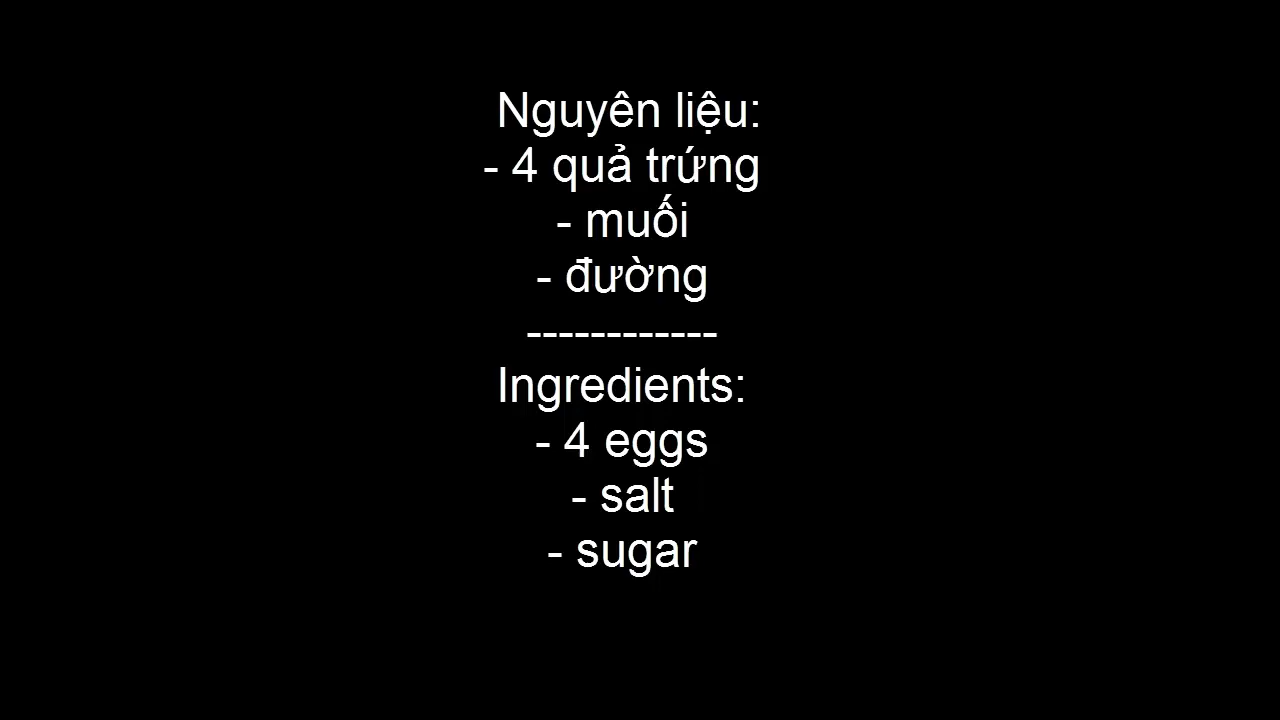 Nguyên liệu:
- 4 quả trứng
- muối
- đường
------------
Ingredients:
- 4 eggs
- salt
- sugar